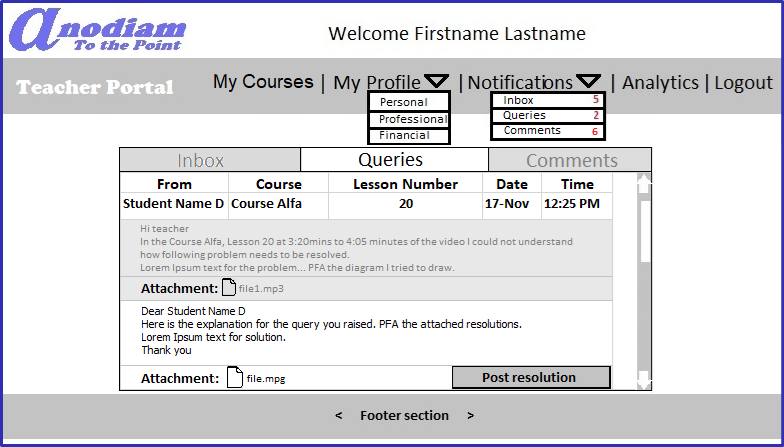 anodiam
To the Point
Welcome Firstname Lastname
Teacher Portal
My Courses | My Profile | Notifications | Analytics | Logout
Personal
Professional
Financial
Inbox 5
Queries 2
Comments 6
Inbox Queries Comments
From Course Lesson Number Date Time
Student Name D Course Alfa 20 17-Nov 12:25 PM
Hi teacher
In the Course Alfa, Lesson 20 at 3:20mins to 4:05 minutes of the video I could not understand
how following problem needs to be resolved.
Lorem Ipsum text for the problem... PFA the diagram I tried to draw.
Attachment: file1.mp3
Dear Student Name D
Here is the explanation for the query you raised. PFA the attached resolutions.
Lorem Ipsum text for solution.
Thank you
Attachment: file.mpg Post resolution
< Footer section >